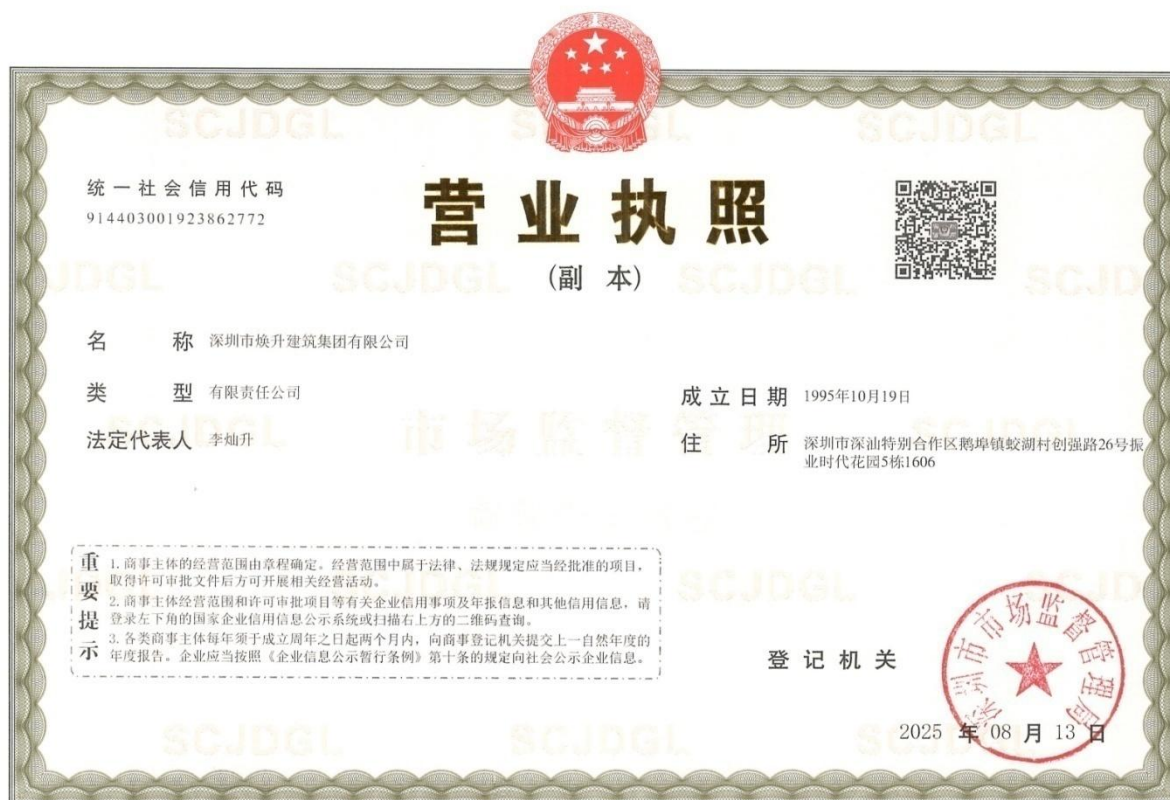 统一社会信用代码
914403001923862772
营业执照
(副 本)
名 称 深圳市焕升建筑集团有限公司
类 型 有限责任公司
法定代表人 李灿升
成立日期 1995年10月19日
住 所 深圳市深汕特别合作区鹅埠镇蛟湖村创强路26号振
业时代花园5栋1606
重要提示
1. 商事主体的经营范围由章程确定。经营范围中属于法律、法规规定应当经批准的项目，
取得许可审批文件后方可开展相关经营活动。
2. 商事主体经营范围和许可审批项目等有关企业信用事项及年报信息和其他信用信息，请
登录左下角的国家企业信用信息公示系统或扫描右上方的二维码查询。
3. 各类商事主体每年须于成立周年之日起两个月内，向商事登记机关提交上一自然年度的
年度报告。企业应当按照《企业信息公示暂行条例》第十条的规定向社会公示企业信息。
登记机关
深圳市市场监督管理局
2025 年 08 月 13 日
SCJDGL
市场监督管理